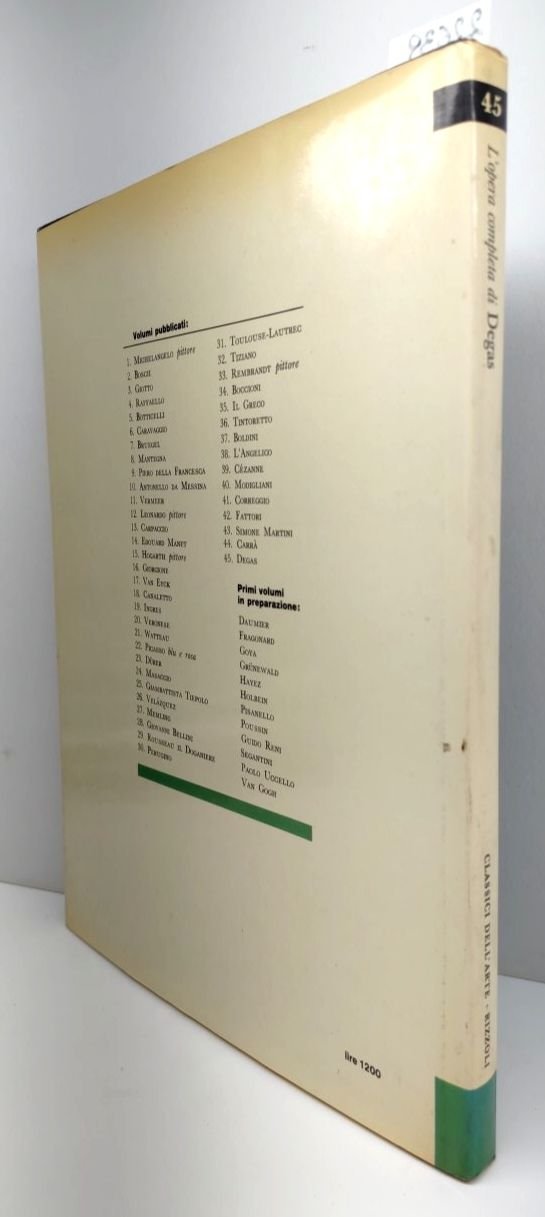 45
L'opera completa di Degas
CLASSICI DELL'ARTE • RIZZOLI
Volumi pubblicati:
1. MICHELANGELO pittore
2. BOSCH
3. GIOTTO
4. RAFFAELLO
5. BOTTICELLI
6. CARAVAGGIO
7. BRUEGEL
8. MANTEGNA
9. PIERO DELLA FRANCESCA
10. ANTONELLO DA MESSINA
11. VERMEER
12. LEONARDO pittore
13. CARPACCIO
14. EDOUARD MANET
15. HOGARTH pittore
16. GIORGIONE
17. VAN EYCK
18. CANALETTO
19. INGRES
20. VERONESE
21. WATTEAU
22. PICASSO blu e rosa
23. DÜRER
24. MASACCIO
25. GIAMBATTISTA TIEPOLO
26. VELÁZQUEZ
27. MEMLING
28. GIOVANNI BELLINI
29. ROUSSEAU IL DOGANIERE
30. PERUGINO
31. TOULOUSE-LAUTREC
32. TIZIANO
33. REMBRANDT pittore
34. BOCCIONI
35. IL GRECO
36. TINTORETTO
37. BOLDINI
38. L'ANGELICO
39. CÉZANNE
40. MODIGLIANI
41. CORREGGIO
42. FATTORI
43. SIMONE MARTINI
44. CARRÀ
45. DEGAS
Primi volumi
in preparazione:
DAUMIER
FRAGONARD
GOYA
GRÜNEWALD
HAYEZ
HOLBEIN
PISANELLO
POUSSIN
GUIDO RENI
SEGANTINI
PAOLO UCCELLO
VAN GOGH
lire 1200